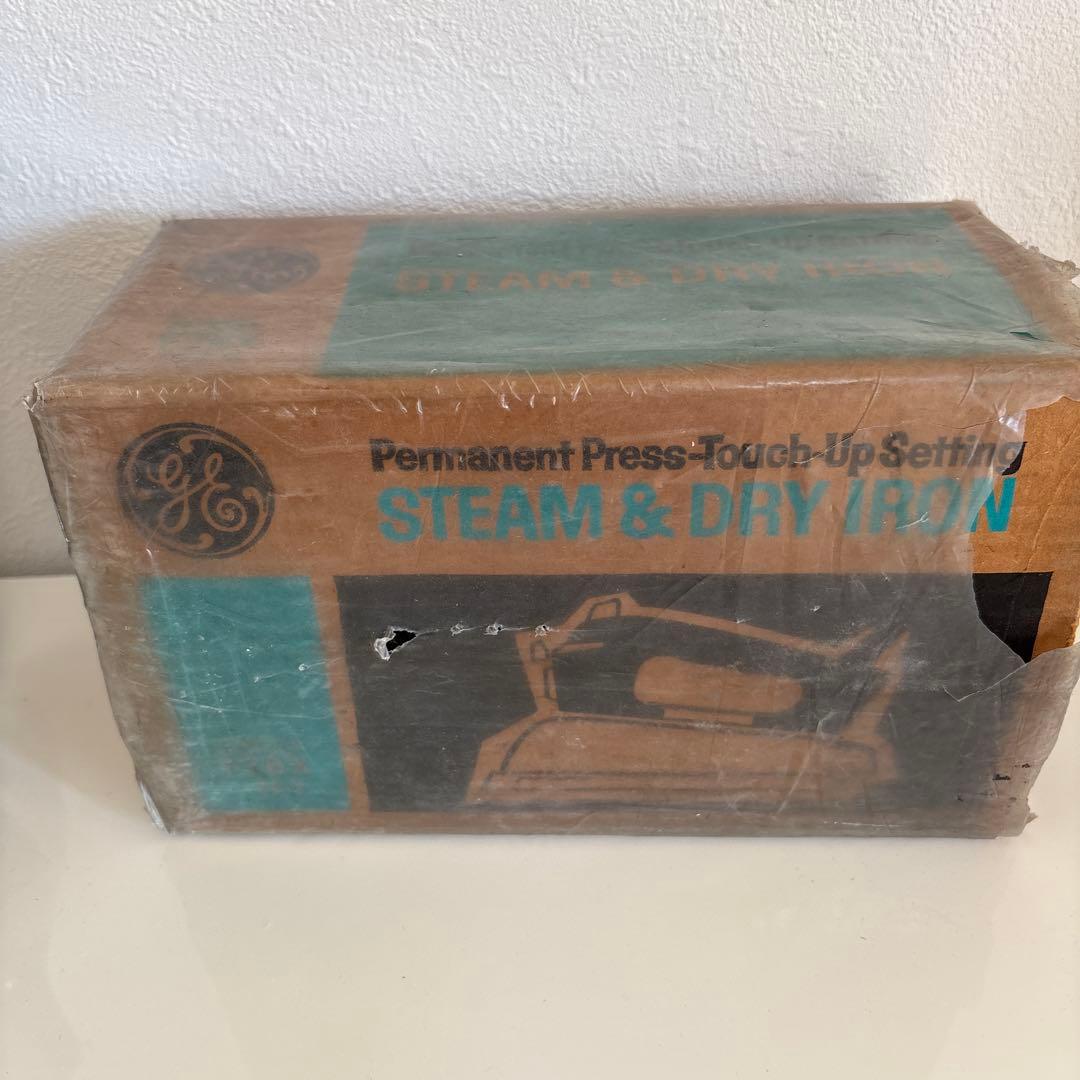 STEAM & DRY IRON
GE
Permanent Press-Touch-Up Setting
STEAM & DRY IRON